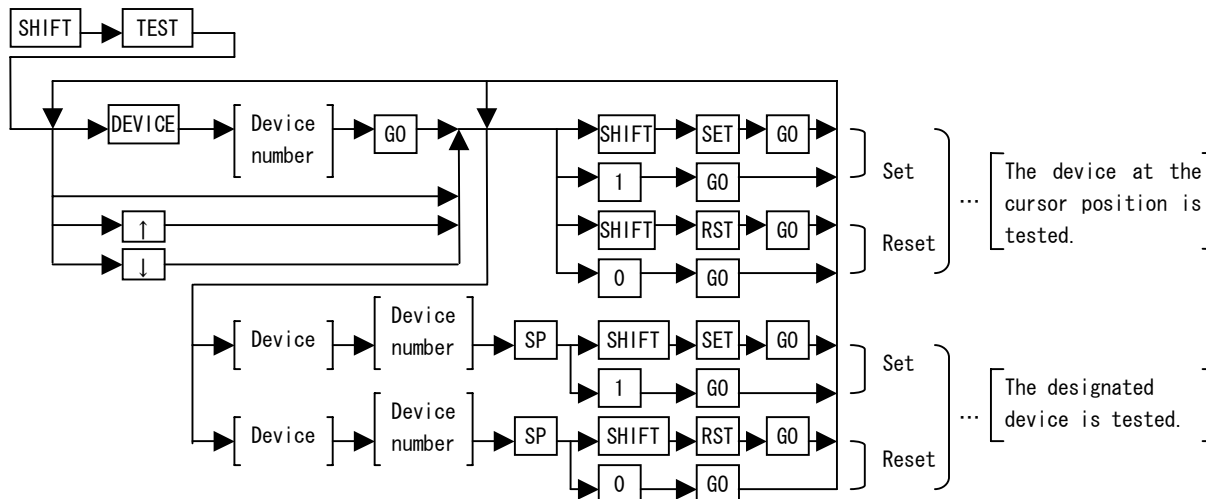 SHIFT TEST
DEVICE [Device number] GO SHIFT SET GO
1 GO
Set
↑ SHIFT RST GO
↓ 0 GO
Reset
… [The device at the
cursor position is
tested.]
[Device] [Device number] SP SHIFT SET GO
1 GO
Set
[Device] [Device number] SP SHIFT RST GO
0 GO
Reset
… [The designated
device is tested.]